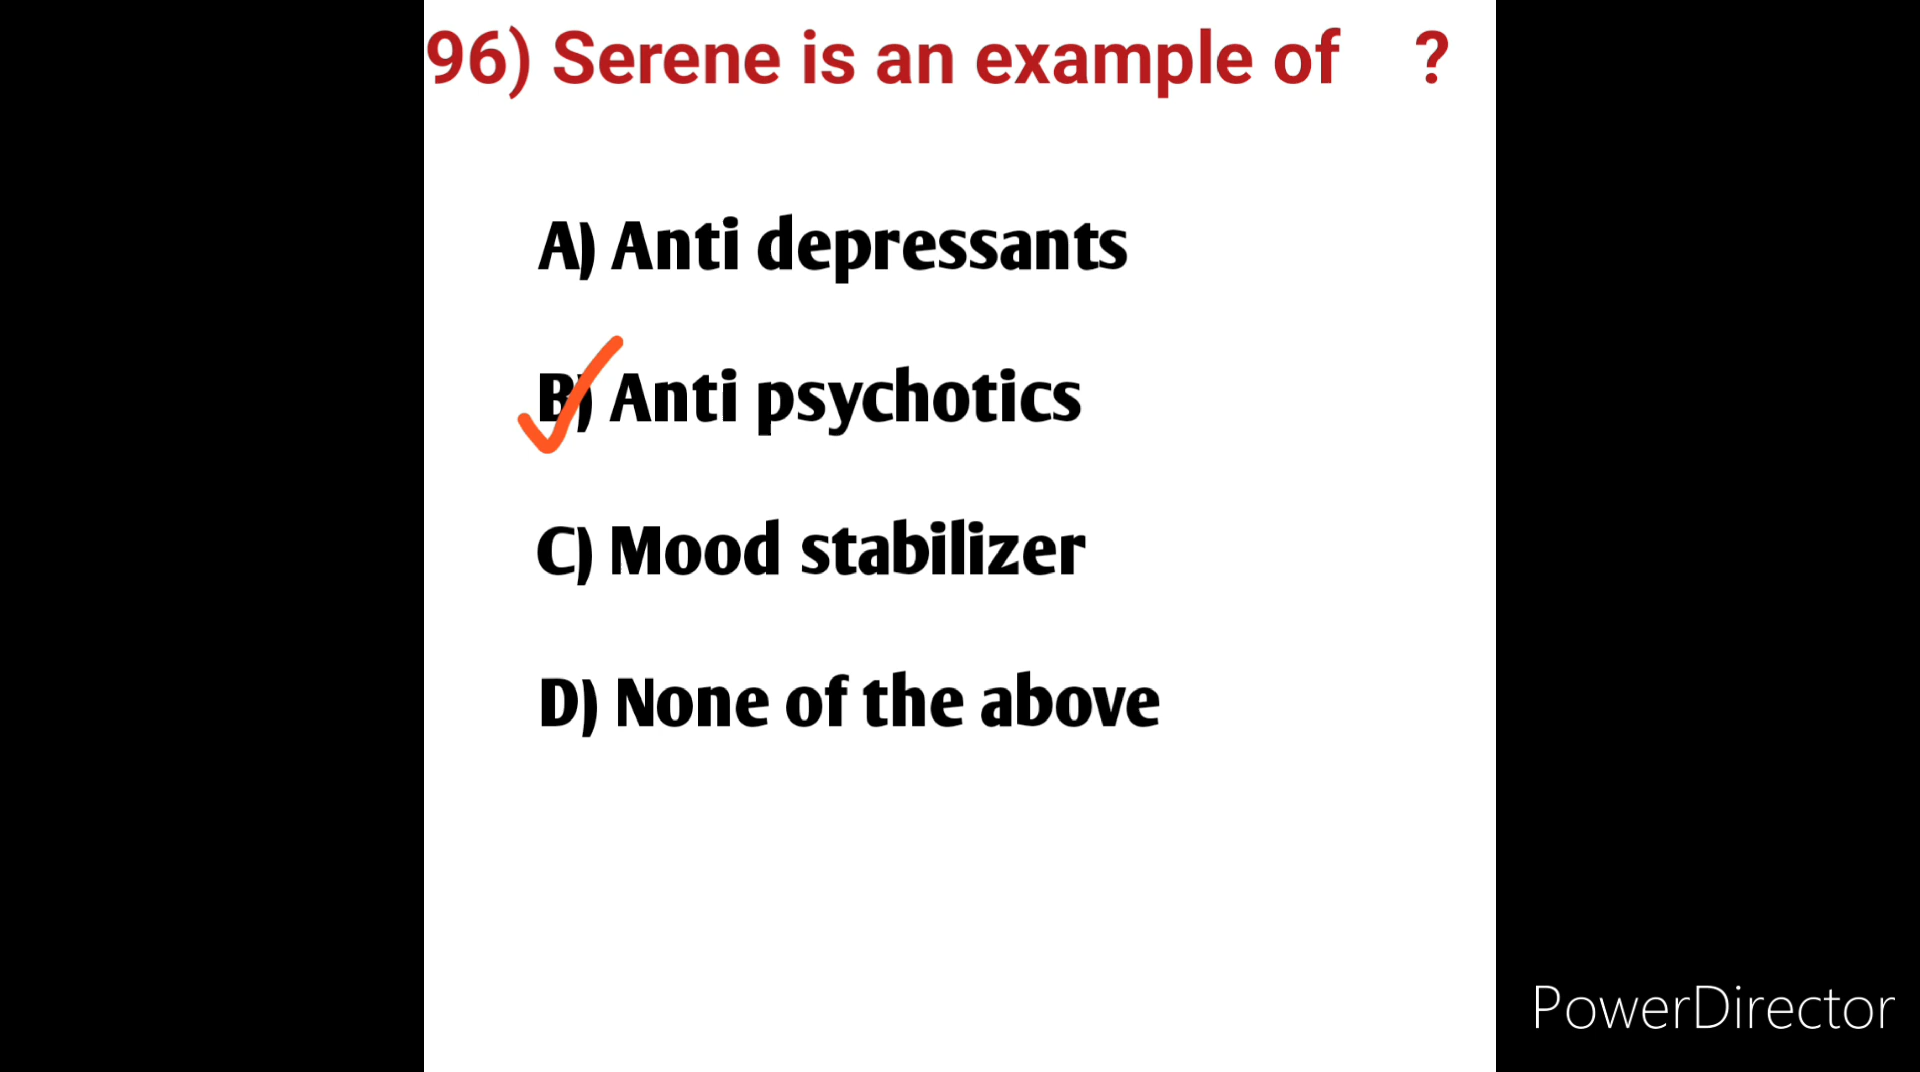 96) Serene is an example of ?
A) Anti depressants
B) Anti psychotics
C) Mood stabilizer
D) None of the above
PowerDirector